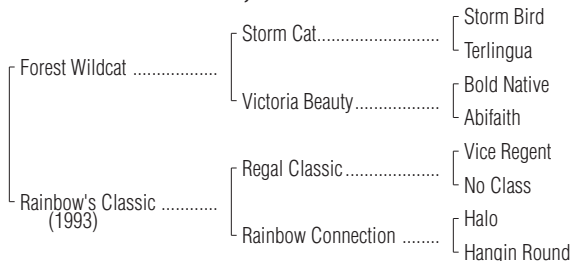 Storm Bird
Storm Cat....................
Terlingua
Forest Wildcat .................
Bold Native
Victoria Beauty....................
Abifaith
Vice Regent
Regal Classic....................
No Class
Rainbow's Classic ............
(1993)
Halo
Rainbow Connection ........
Hangin Round